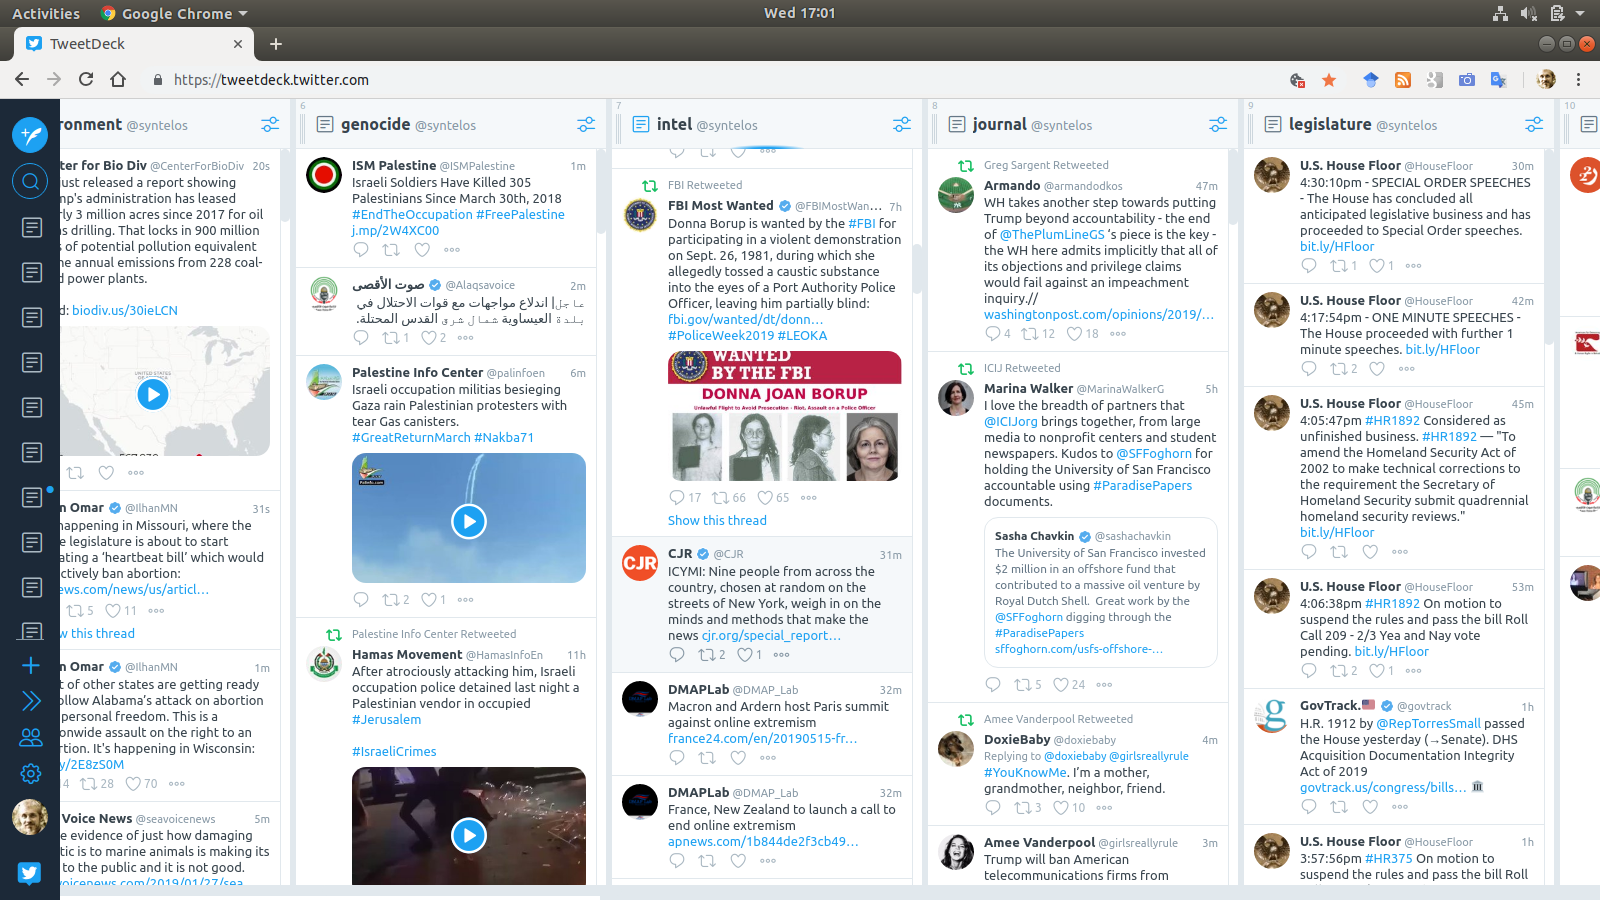 Activities
Google Chrome
Wed 17:01
TweetDeck
https://tweetdeck.twitter.com
ronment @syntelos
ter for Bio Div @CenterForBioDiv 20s
just released a report showing
mp's administration has leased
rly 3 million acres since 2017 for oil
as drilling. That locks in 900 million
s of potential pollution equivalent
ne annual emissions from 228 coal-
d power plants.
d: biodiv.us/30ieLCN
UNITED STATES
n Omar @IlhanMN 31s
happening in Missouri, where the
e legislature is about to start
ating a ‘heartbeat bill’ which would
ctively ban abortion:
news.com/news/us/articl…
5 11
w this thread
n Omar @IlhanMN 1m
t of other states are getting ready
ollow Alabama’s attack on abortion
personal freedom. This is a
onwide assault on the right to an
rtion. It's happening in Wisconsin:
y/2E8zS0M
4 28 70
Voice News @seavoicenews 5m
e evidence of just how damaging
tic is to marine animals is making its
to the public and it is not good.
voicenews.com/2019/01/27/sea
6
genocide @syntelos
ISM Palestine @ISMPalestine 1m
Israeli Soldiers Have Killed 305
Palestinians Since March 30th, 2018
#EndTheOccupation #FreePalestine
j.mp/2W4XC00
صوت الأقصى @Alaqsavoice 2m
عاجل| اندلاع مواجهات مع قوات الاحتلال في
بلدة العيساوية شمال شرق القدس المحتلة.
1 2
Palestine Info Center @palinfoen 6m
Israeli occupation militias besieging
Gaza rain Palestinian protesters with
tear Gas canisters.
#GreatReturnMarch #Nakba71
PalInfo.com
2 1
Palestine Info Center Retweeted
Hamas Movement @HamasInfoEn 11h
After atrociously attacking him, Israeli
occupation police detained last night a
Palestinian vendor in occupied
#Jerusalem
#IsraeliCrimes
7
intel @syntelos
FBI Retweeted
FBI Most Wanted @FBIMostWan… 7h
Donna Borup is wanted by the #FBI for
participating in a violent demonstration
on Sept. 26, 1981, during which she
allegedly tossed a caustic substance
into the eyes of a Port Authority Police
Officer, leaving him partially blind:
fbi.gov/wanted/dt/donn…
#PoliceWeek2019 #LEOKA
WANTED
BY THE FBI
DONNA JOAN BORUP
Unlawful Flight to Avoid Prosecution - Riot, Assault on a Police Officer
17 66 65
Show this thread
CJR
CJR @CJR 31m
ICYMI: Nine people from across the
country, chosen at random on the
streets of New York, weigh in on the
minds and methods that make the
news cjr.org/special_report…
2 1
DMAPLab @DMAP_Lab 32m
Macron and Ardern host Paris summit
against online extremism
france24.com/en/20190515-fr…
DMAPLab @DMAP_Lab 32m
France, New Zealand to launch a call to
end online extremism
apnews.com/1b844de2f3cb49…
8
journal @syntelos
Greg Sargent Retweeted
Armando @armandodkos 47m
WH takes another step towards putting
Trump beyond accountability - the end
of @ThePlumLineGS ‘s piece is the key -
the WH here admits implicitly that all of
its objections and privilege claims
would fail against an impeachment
inquiry.//
washingtonpost.com/opinions/2019/…
4 12 18
ICIJ Retweeted
Marina Walker @MarinaWalkerG 5h
I love the breadth of partners that
@ICIJorg brings together, from large
media to nonprofit centers and student
newspapers. Kudos to @SFFoghorn for
holding the University of San Francisco
accountable using #ParadisePapers
documents.
Sasha Chavkin @sashachavkin
The University of San Francisco invested
$2 million in an offshore fund that
contributed to a massive oil venture by
Royal Dutch Shell. Great work by the
@SFFoghorn digging through the
#ParadisePapers
sffoghorn.com/usfs-offshore-…
5 24
Amee Vanderpool Retweeted
DoxieBaby @doxiebaby 4m
Replying to @doxiebaby @girlsreallyrule
#YouKnowMe. I’m a mother,
grandmother, neighbor, friend.
3 10
Amee Vanderpool @girlsreallyrule 3m
Trump will ban American
telecommunications firms from
9
legislature @syntelos
U.S. House Floor @HouseFloor 30m
4:30:10pm - SPECIAL ORDER SPEECHES
- The House has concluded all
anticipated legislative business and has
proceeded to Special Order speeches.
bit.ly/HFloor
1 1
U.S. House Floor @HouseFloor 42m
4:17:54pm - ONE MINUTE SPEECHES -
The House proceeded with further 1
minute speeches. bit.ly/HFloor
2
U.S. House Floor @HouseFloor 45m
4:05:47pm #HR1892 Considered as
unfinished business. #HR1892 — "To
amend the Homeland Security Act of
2002 to make technical corrections to
the requirement the Secretary of
Homeland Security submit quadrennial
homeland security reviews."
bit.ly/HFloor
U.S. House Floor @HouseFloor 53m
4:06:38pm #HR1892 On motion to
suspend the rules and pass the bill Roll
Call 209 - 2/3 Yea and Nay vote
pending. bit.ly/HFloor
2 1
GovTrack. @govtrack 1h
H.R. 1912 by @RepTorresSmall passed
the House yesterday (→Senate). DHS
Acquisition Documentation Integrity
Act of 2019
govtrack.us/congress/bills…
U.S. House Floor @HouseFloor 1h
3:57:56pm #HR375 On motion to
suspend the rules and pass the bill Roll
10